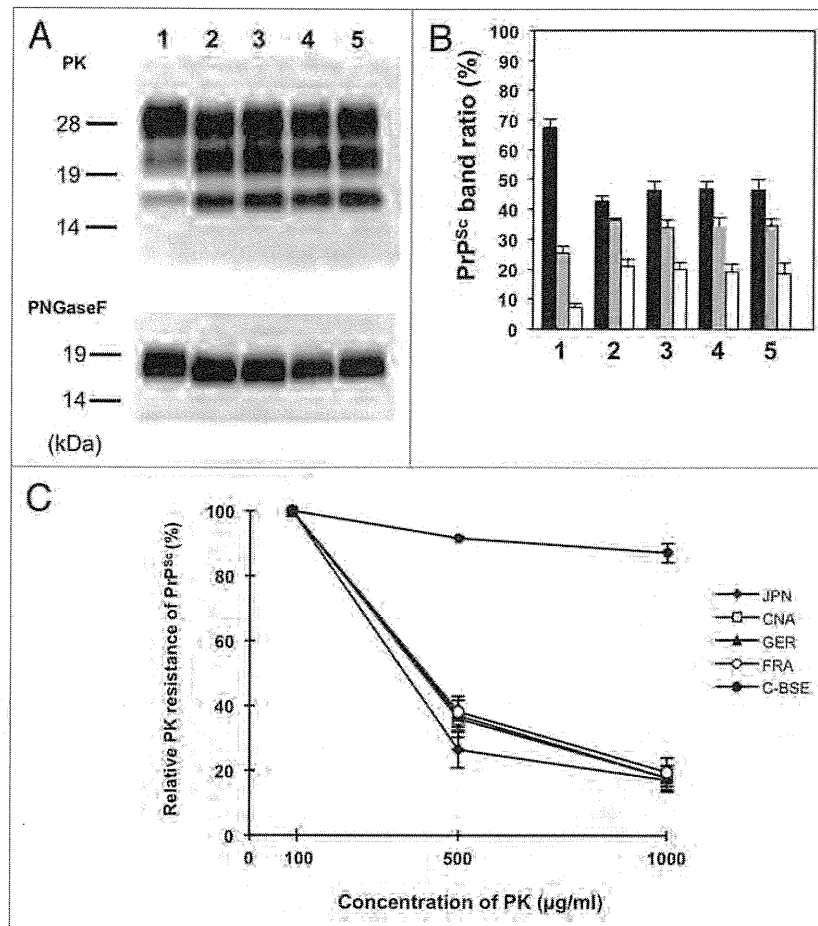 A
1 2 3 4 5
PK
28
19
14
PNGaseF
19
14
(kDa)
B
PrPSc band ratio (%)
100
90
80
70
60
50
40
30
20
10
0
1 2 3 4 5
C
Relative PK resistance of PrPSc (%)
100
80
60
40
20
0
0 100 500 1000
Concentration of PK (µg/ml)
JPN
CNA
GER
FRA
C-BSE